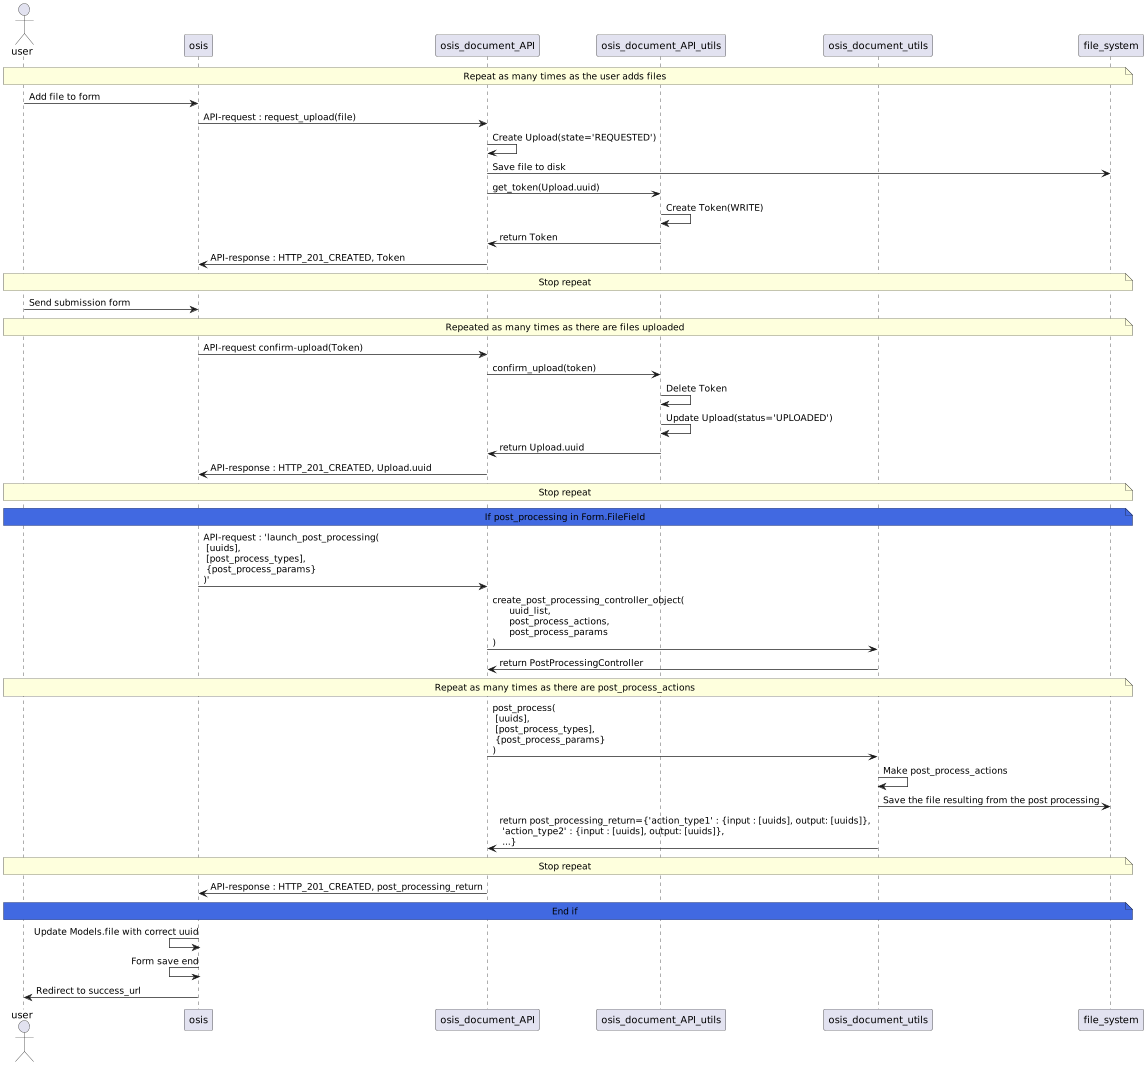 user
osis
osis_document_API
osis_document_API_utils
osis_document_utils
file_system
Repeat as many times as the user adds files
Add file to form
API-request : request_upload(file)
Create Upload(state='REQUESTED')
Save file to disk
get_token(Upload.uuid)
Create Token(WRITE)
return Token
API-response : HTTP_201_CREATED, Token
Stop repeat
Send submission form
Repeated as many times as there are files uploaded
API-request confirm-upload(Token)
confirm_upload(token)
Delete Token
Update Upload(status='UPLOADED')
return Upload.uuid
API-response : HTTP_201_CREATED, Upload.uuid
Stop repeat
If post_processing in Form.FileField
API-request : 'launch_post_processing(
[uuids],
[post_process_types],
{post_process_params}
)'
create_post_processing_controller_object(
uuid_list,
post_process_actions,
post_process_params
)
return PostProcessingController
Repeat as many times as there are post_process_actions
post_process(
[uuids],
[post_process_types],
{post_process_params}
)
Make post_process_actions
Save the file resulting from the post processing
return post_processing_return={'action_type1' : {input : [uuids], output: [uuids]},
'action_type2' : {input : [uuids], output: [uuids]},
...}
Stop repeat
API-response : HTTP_201_CREATED, post_processing_return
End if
Update Models.file with correct uuid
Form save end
Redirect to success_url
user
osis
osis_document_API
osis_document_API_utils
osis_document_utils
file_system